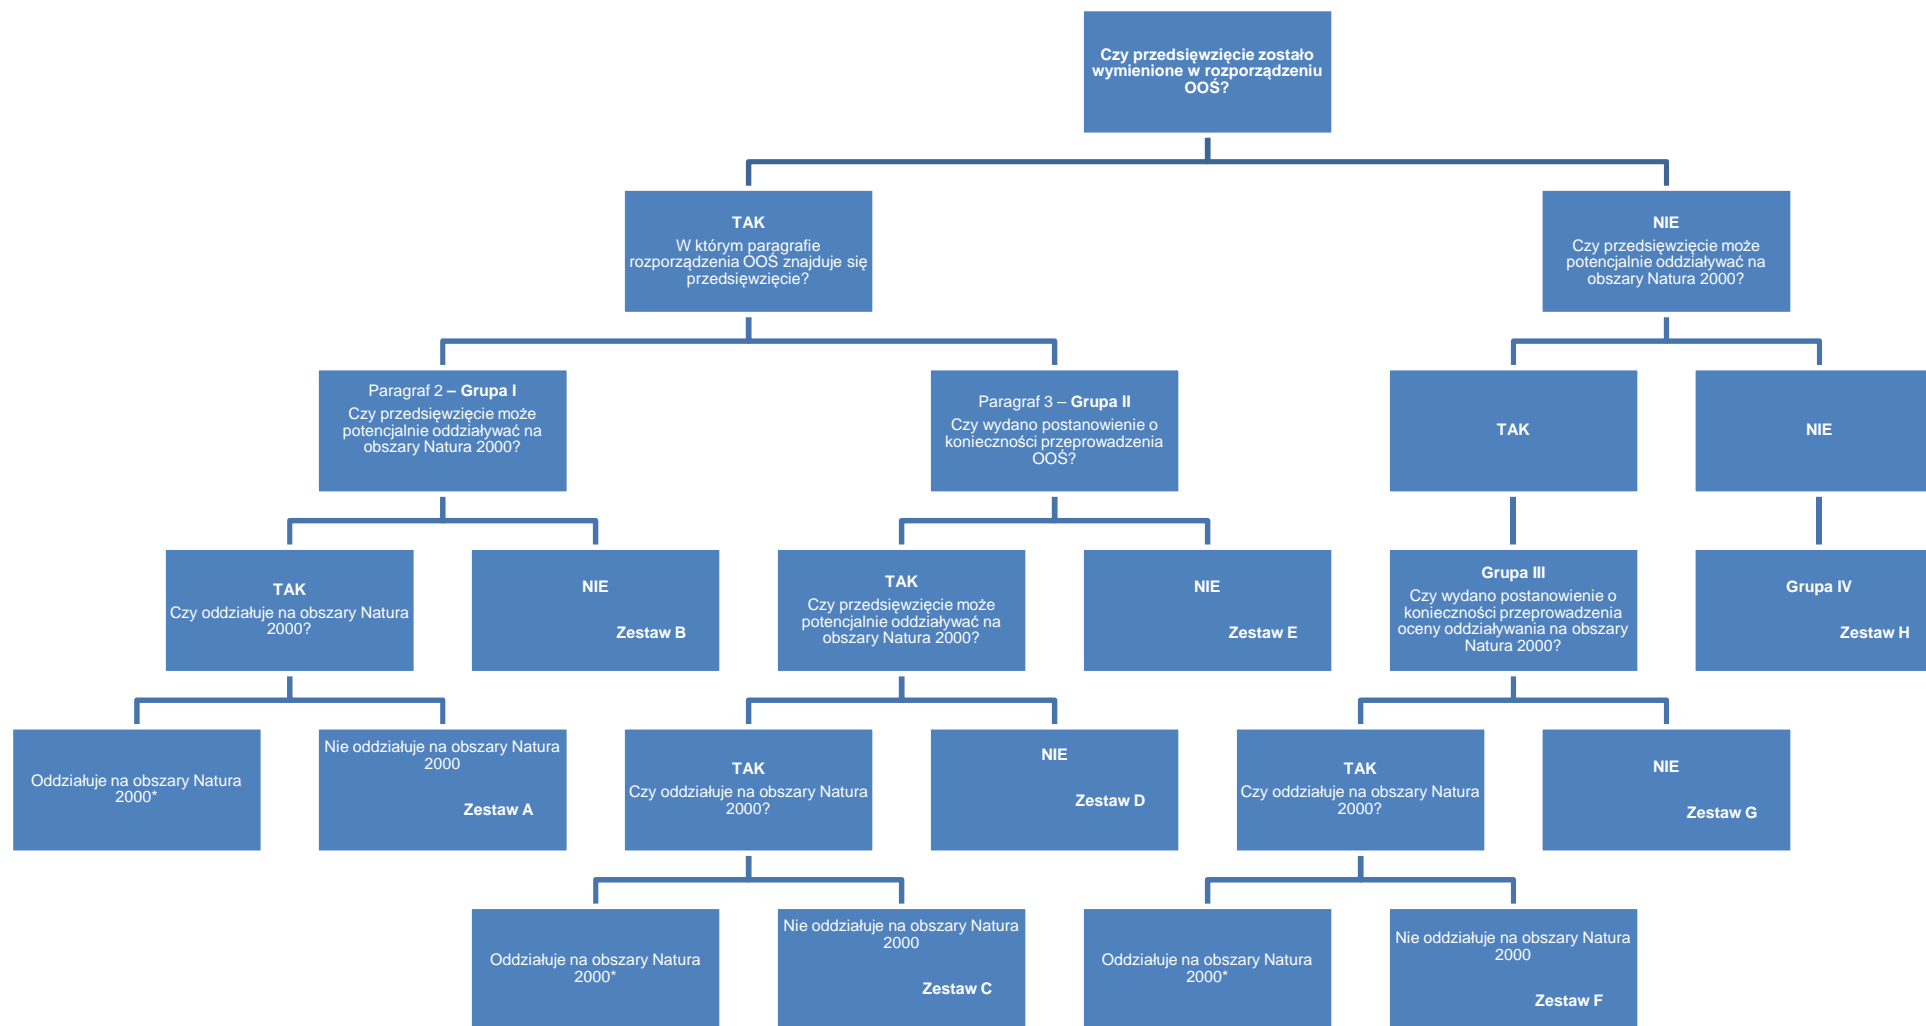 Czy przedsięwzięcie zostało
wymienione w rozporządzeniu
OOŚ?
TAK
W którym paragrafie
rozporządzenia OOŚ znajduje się
przedsięwzięcie?
NIE
Czy przedsięwzięcie może
potencjalnie oddziaływać na
obszary Natura 2000?
Paragraf 2 – Grupa I
Czy przedsięwzięcie może
potencjalnie oddziaływać na
obszary Natura 2000?
Paragraf 3 – Grupa II
Czy wydano postanowienie o
konieczności przeprowadzenia
OOŚ?
TAK
NIE
TAK
Czy oddziałuje na obszary Natura
2000?
NIE
Zestaw B
TAK
Czy przedsięwzięcie może
potencjalnie oddziaływać na
obszary Natura 2000?
NIE
Zestaw E
Grupa III
Czy wydano postanowienie o
konieczności przeprowadzenia
oceny oddziaływania na obszary
Natura 2000?
Grupa IV
Zestaw H
Oddziałuje na obszary Natura
2000*
Nie oddziałuje na obszary Natura
2000
Zestaw A
TAK
Czy oddziałuje na obszary Natura
2000?
NIE
Zestaw D
TAK
Czy oddziałuje na obszary Natura
2000?
NIE
Zestaw G
Oddziałuje na obszary Natura
2000*
Nie oddziałuje na obszary Natura
2000
Zestaw C
Oddziałuje na obszary Natura
2000*
Nie oddziałuje na obszary Natura
2000
Zestaw F